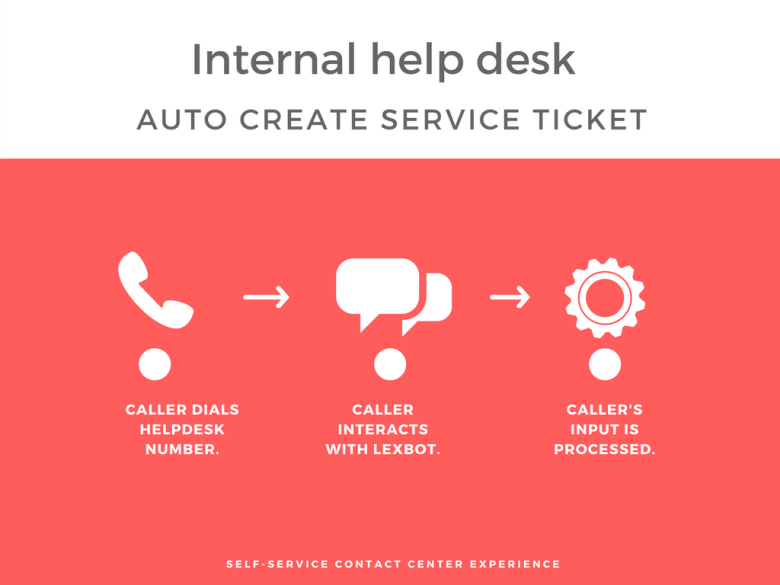 Internal help desk
AUTO CREATE SERVICE TICKET
CALLER DIALS
HELPDESK
NUMBER.
CALLER
INTERACTS
WITH LEXBOT.
CALLER'S
INPUT IS
PROCESSED.
SELF-SERVICE CONTACT CENTER EXPERIENCE